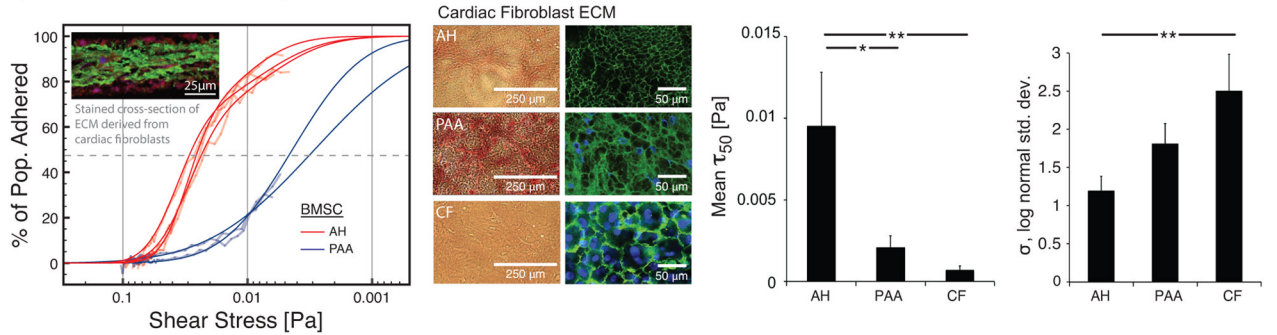 % of Pop. Adhered
100
80
60
40
20
0
25µm
Stained cross-section of
ECM derived from
cardiac fibroblasts
BMSC
AH
PAA
0.1
0.01
0.001
Shear Stress [Pa]
Cardiac Fibroblast ECM
AH
250 µm
50 µm
PAA
250 µm
50 µm
CF
250 µm
50 µm
Mean τ50 [Pa]
0.015
0.01
0.005
0
**
*
AH
PAA
CF
σ, log normal std. dev.
3
2.5
2
1.5
1
0.5
0
**
AH
PAA
CF